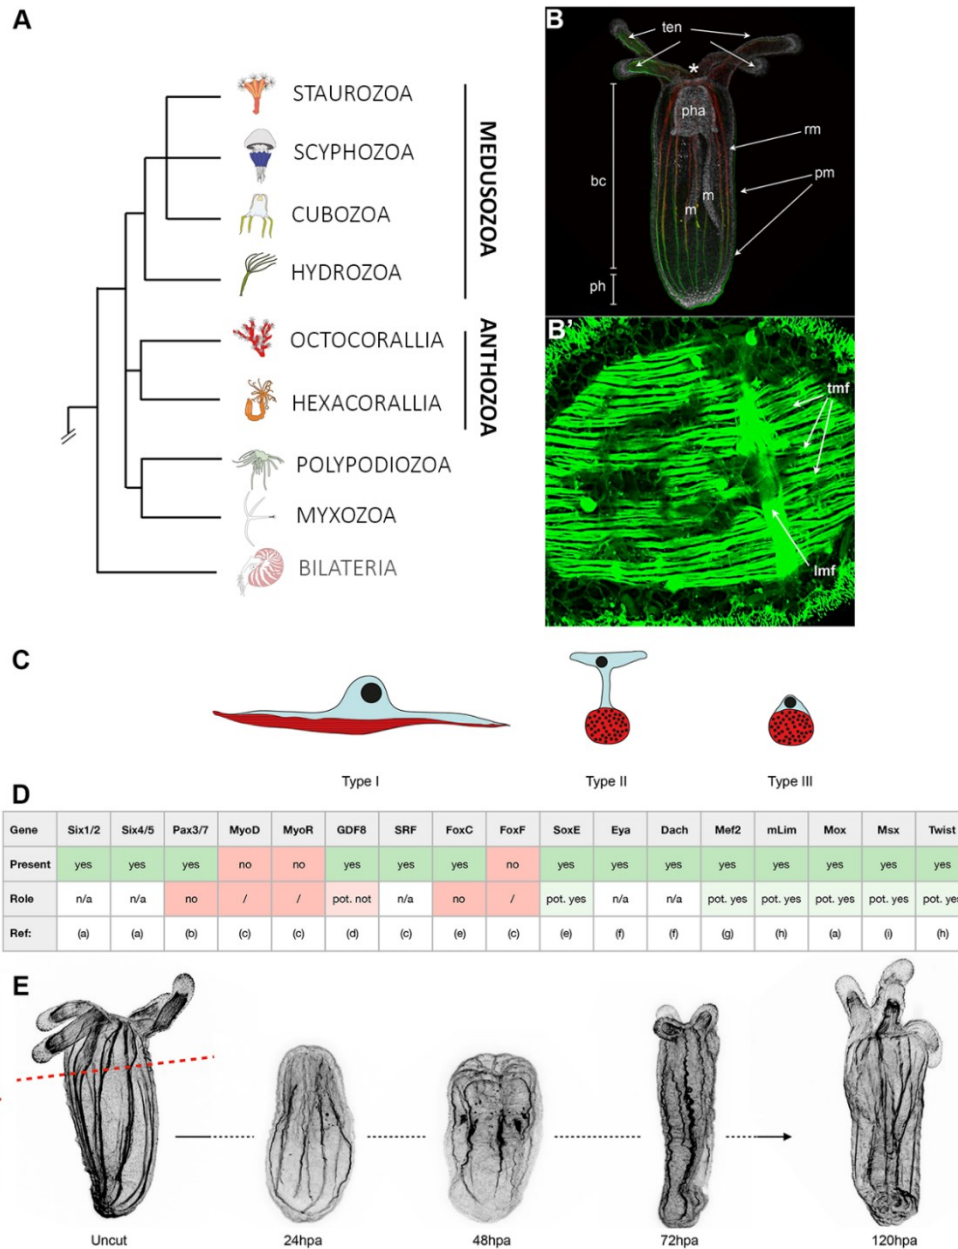 A
STAUROZOA
SCYPHOZOA
CUBOZOA
HYDROZOA
MEDUSOZOA
OCTOCORALLIA
HEXACORALLIA
ANTHOZOA
POLYPODIOZOA
MYXOZOA
BILATERIA
B
ten
*
pha
rm
bc
pm
m
m
ph
B'
tmf
lmf
C
Type I Type II Type III
D
Gene Six1/2 Six4/5 Pax3/7 MyoD MyoR GDF8 SRF FoxC FoxF SoxE Eya Dach Mef2 mLim Mox Msx Twist
Present yes yes yes no no yes yes yes no yes yes yes yes yes yes yes yes
Role n/a n/a no / / pot. not n/a no / pot. yes n/a n/a pot. yes pot. yes pot. yes pot. yes pot. yes
Ref: (a) (a) (b) (c) (c) (d) (c) (e) (c) (e) (f) (f) (g) (h) (a) (i) (h)
E
Uncut 24hpa 48hpa 72hpa 120hpa